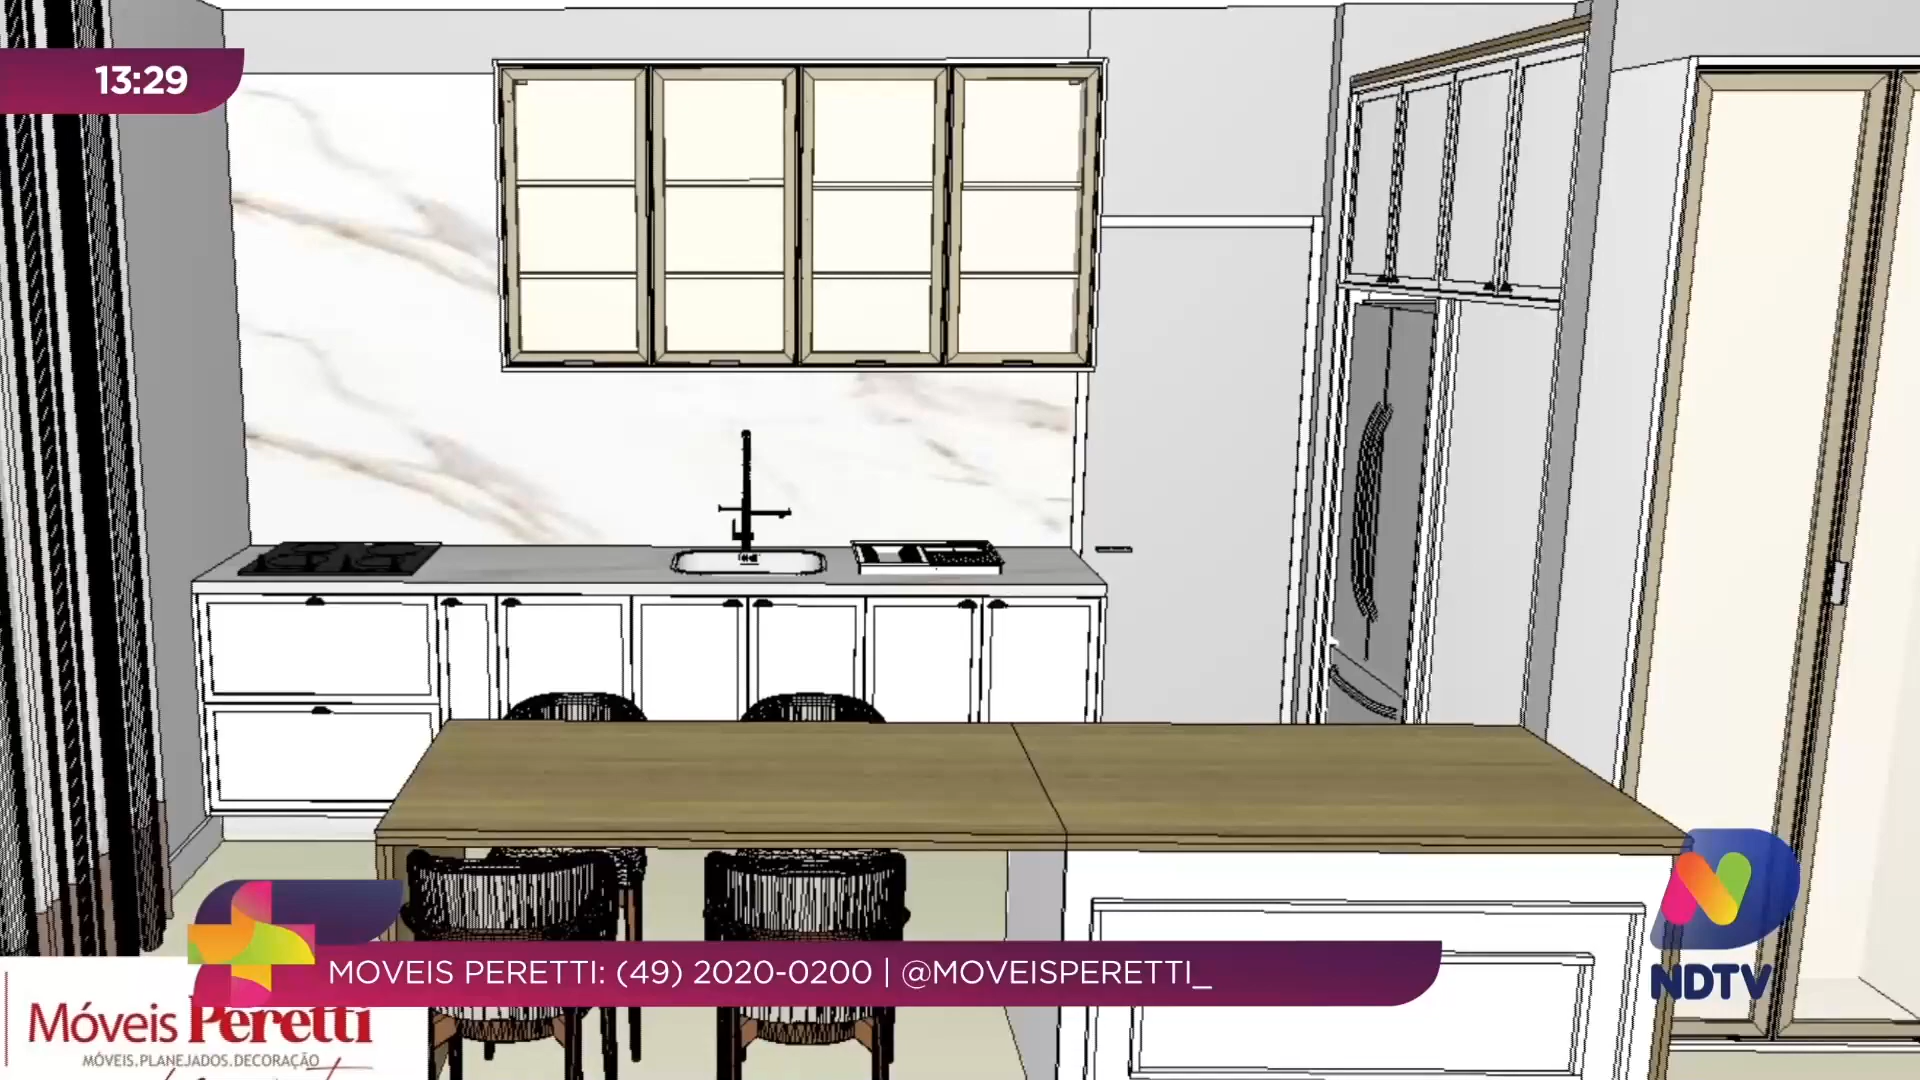 13:29
MOVEIS PERETTI: (49) 2020-0200 | @MOVEISPERETTI_
NDTV
Móveis Peretti
MÓVEIS.PLANEJADOS.DECORAÇÃO